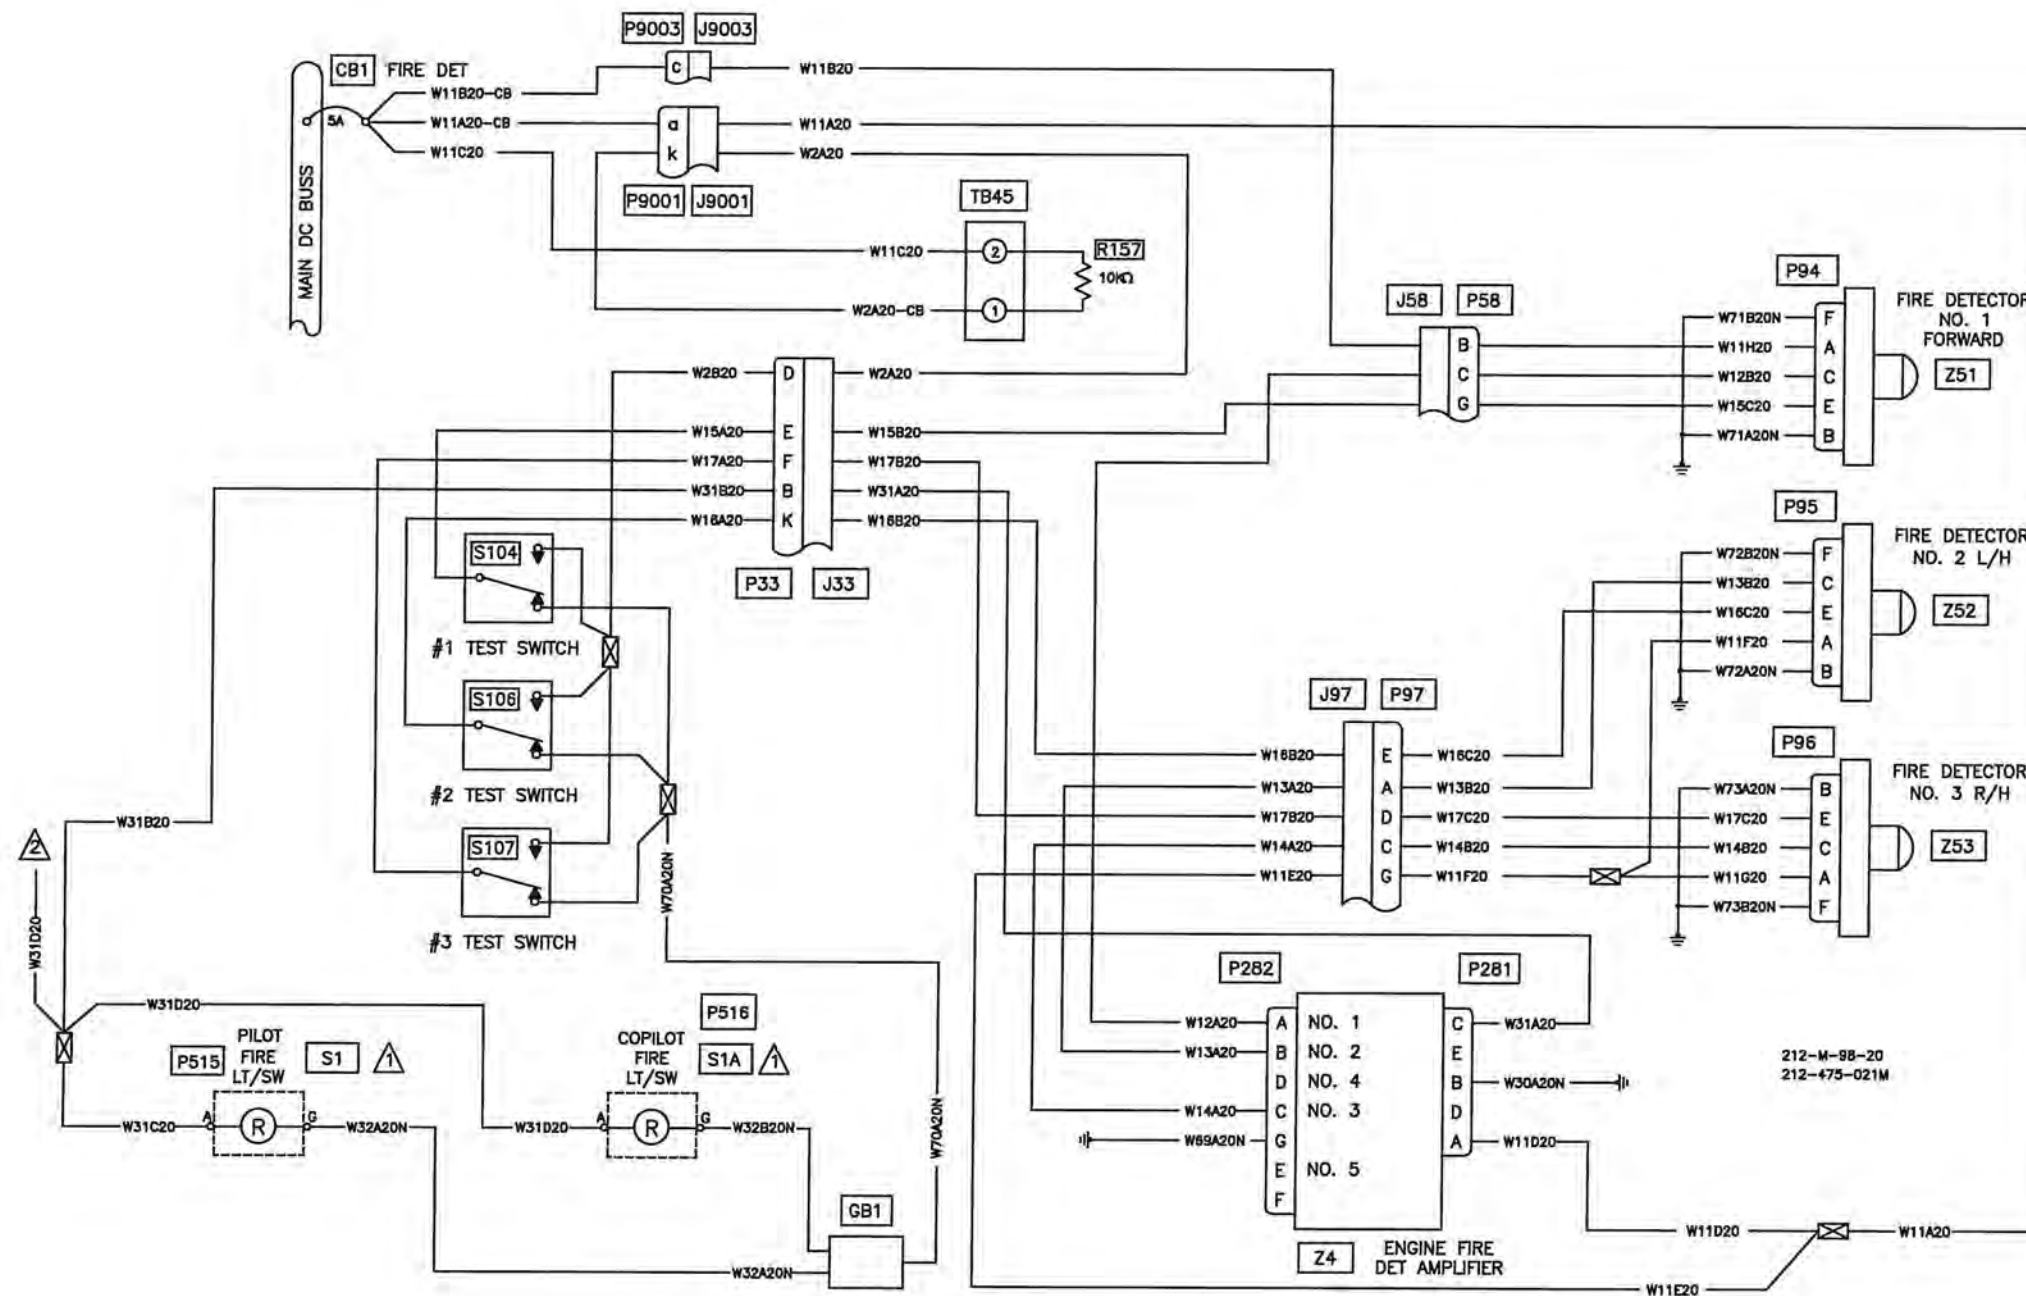 P9003 J9003
CB1 FIRE DET
C
W11B20
W11B20-CB
5A
W11A20-CB
a
W11A20
W11C20
k
W2A20
MAIN DC BUSS
P9001 J9001
TB45
W11C20
2
R157
10KΩ
W2A20-CB
1
P94
FIRE DETECTOR
NO. 1
FORWARD
J58 P58
W71B20N F
B W11H20 A
C W12B20 C
Z51
G W15C20 E
W71A20N B
W2B20 D W2A20
W15A20 E W15B20
W17A20 F W17B20
W31B20 B W31A20
W16A20 K W16B20
P33 J33
S104
#1 TEST SWITCH
S106
#2 TEST SWITCH
S107
#3 TEST SWITCH
P95
FIRE DETECTOR
NO. 2 L/H
W72B20N F
W13B20 C
W16C20 E
Z52
W11F20 A
W72A20N B
J97 P97
P96
FIRE DETECTOR
NO. 3 R/H
W16B20 E W16C20
W13A20 A W13B20
W17B20 D W17C20
W14A20 C W14B20
W11E20 G W11F20
W73A20N B
W17C20 E
W14B20 C
Z53
W11G20 A
W73B20N F
W31B20
2
W31D20
W70A20N
W31D20
PILOT
FIRE
LT/SW
P515
S1
1
COPILOT
FIRE
LT/SW
P516
S1A
1
W31C20 A R G W32A20N
W31D20 A R G W32B20N
W70A20N
GB1
W32A20N
P282 P281
W12A20 A NO. 1 C W31A20
W13A20 B NO. 2 E
D NO. 4 B W30A20N
W14A20 C NO. 3 D
W69A20N G A W11D20
E NO. 5
F
Z4
ENGINE FIRE
DET AMPLIFIER
212-M-98-20
212-475-021M
W11D20
W11A20
W11E20